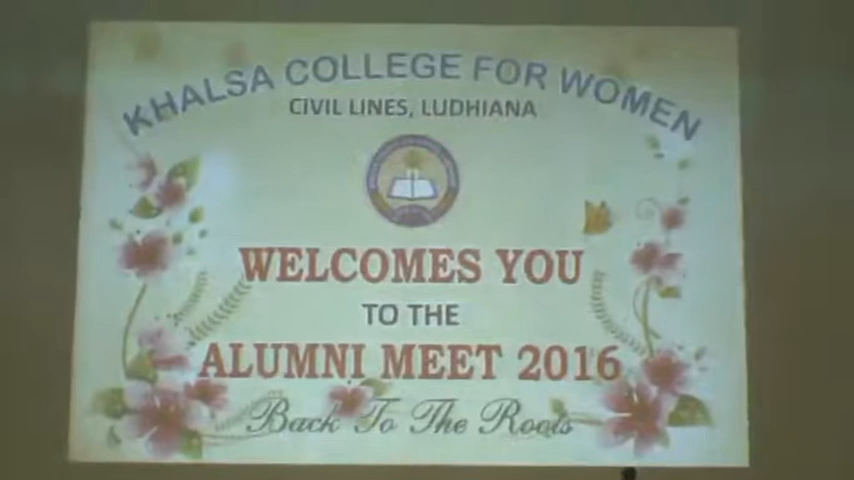 KHALSA COLLEGE FOR WOMEN
CIVIL LINES, LUDHIANA
WELCOMES YOU
TO THE
ALUMNI MEET 2016
Back To The Roots